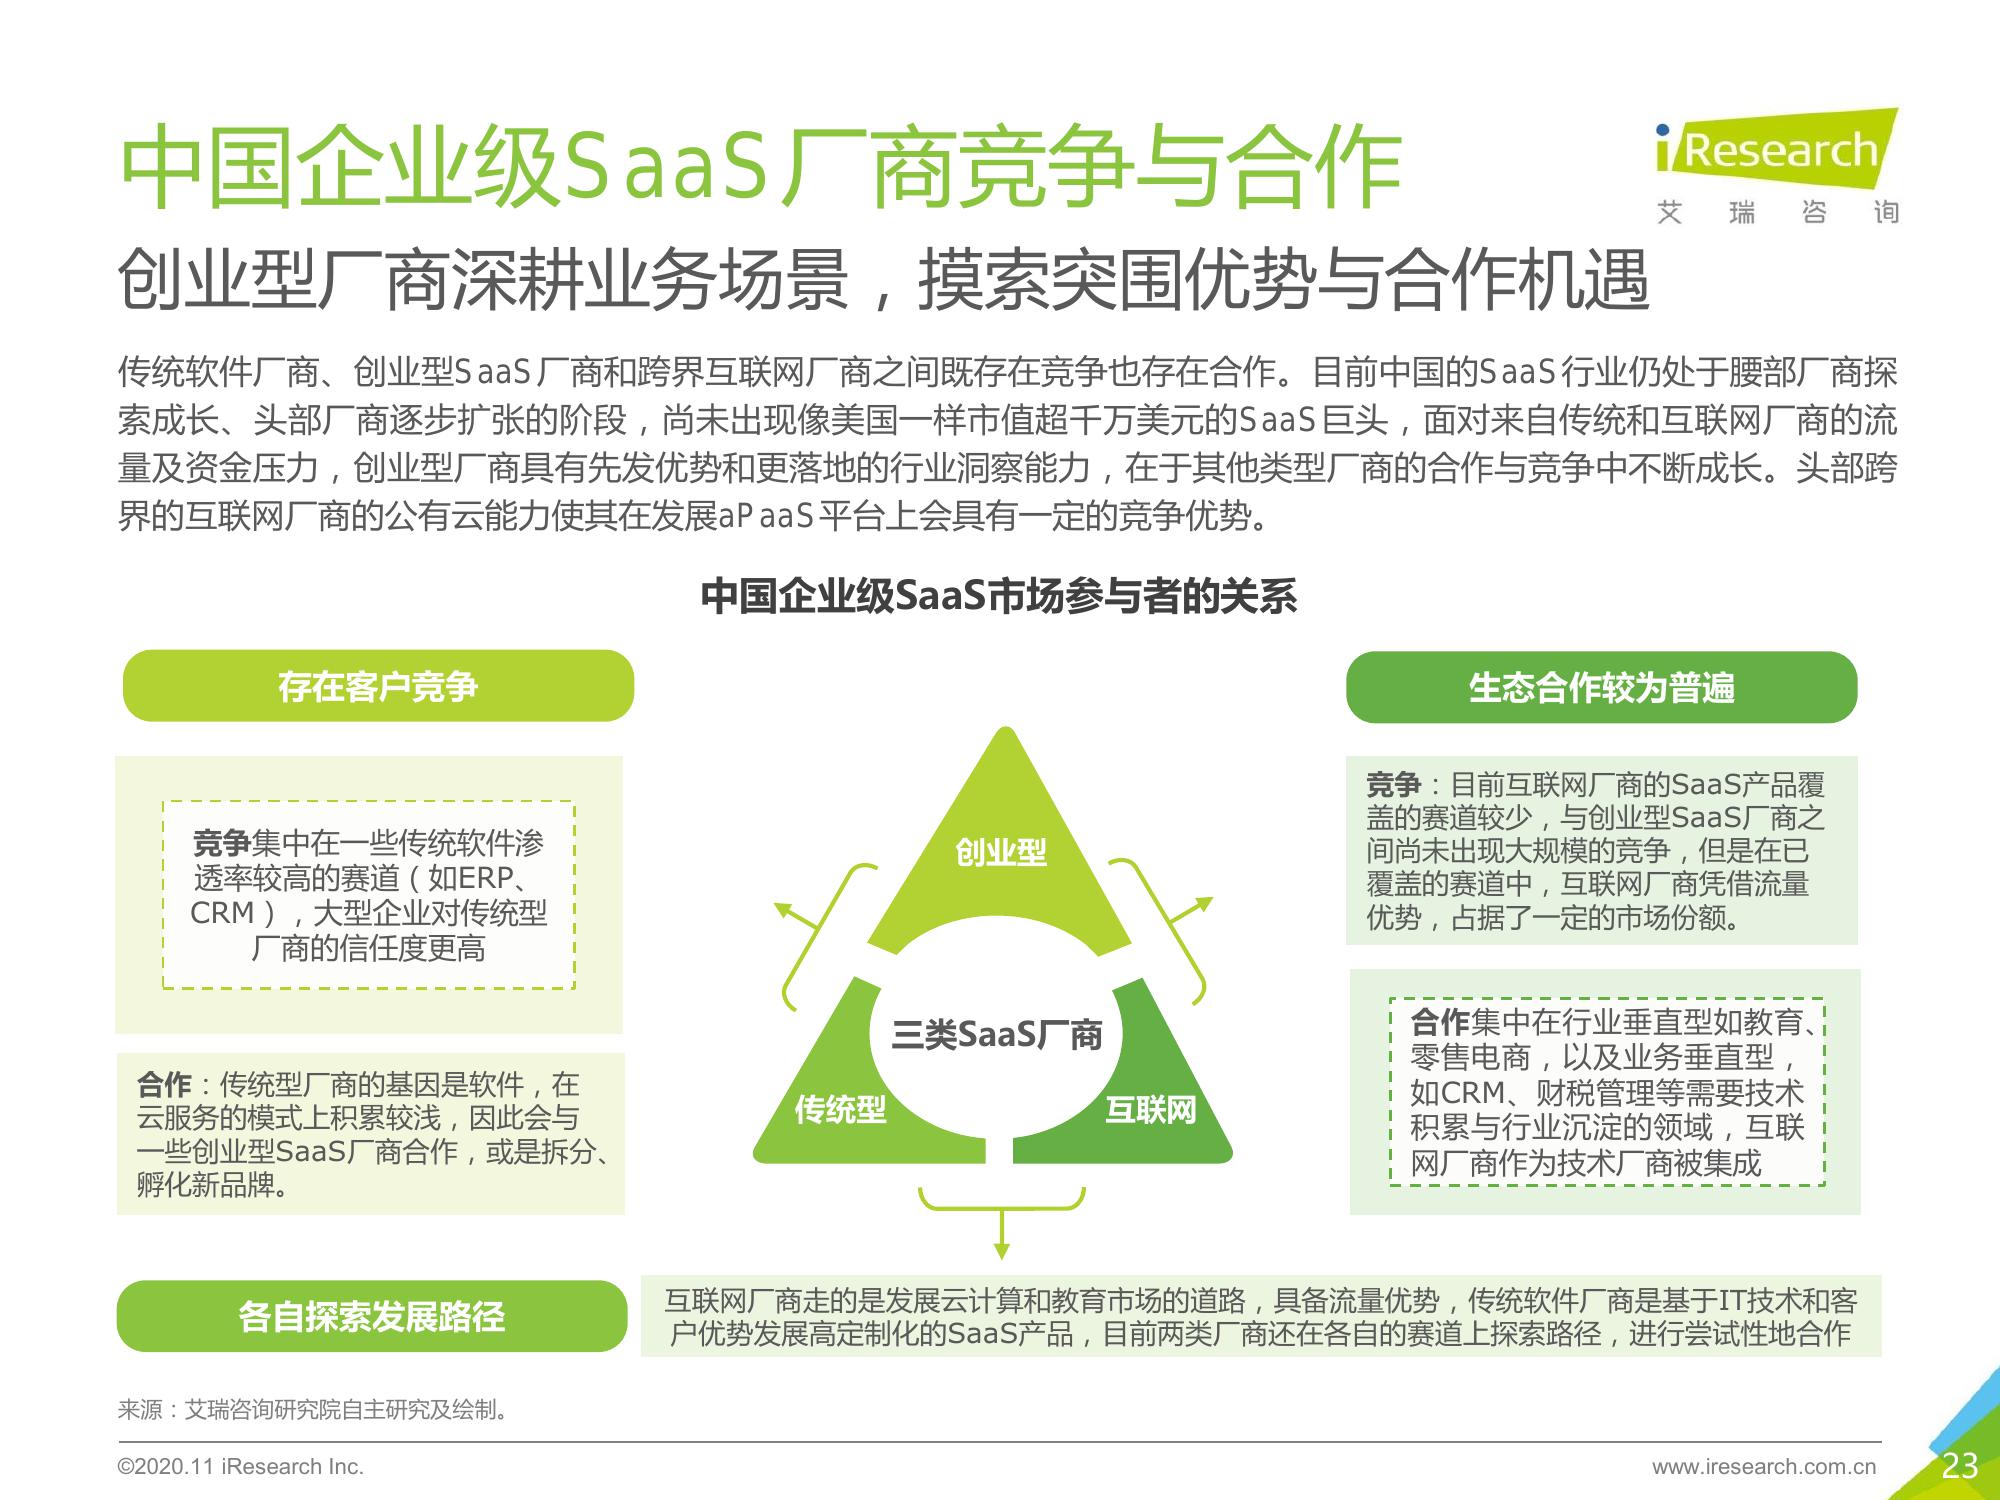 中国企业级SaaS厂商竞争与合作
iResearch
艾瑞咨询
创业型厂商深耕业务场景，摸索突围优势与合作机遇
传统软件厂商、创业型SaaS厂商和跨界互联网厂商之间既存在竞争也存在合作。目前中国的SaaS行业仍处于腰部厂商探
索成长、头部厂商逐步扩张的阶段，尚未出现像美国一样市值超千万美元的SaaS巨头，面对来自传统和互联网厂商的流
量及资金压力，创业型厂商具有先发优势和更落地的行业洞察能力，在于其他类型厂商的合作与竞争中不断成长。头部跨
界的互联网厂商的公有云能力使其在发展aPaaS平台上会具有一定的竞争优势。
中国企业级SaaS市场参与者的关系
存在客户竞争
竞争集中在一些传统软件渗
透率较高的赛道（如ERP、
CRM），大型企业对传统型
厂商的信任度更高
合作：传统型厂商的基因是软件，在
云服务的模式上积累较浅，因此会与
一些创业型SaaS厂商合作，或是拆分、
孵化新品牌。
创业型
三类SaaS厂商
传统型
互联网
生态合作较为普遍
竞争：目前互联网厂商的SaaS产品覆
盖的赛道较少，与创业型SaaS厂商之
间尚未出现大规模的竞争，但是在已
覆盖的赛道中，互联网厂商凭借流量
优势，占据了一定的市场份额。
合作集中在行业垂直型如教育、
零售电商，以及业务垂直型，
如CRM、财税管理等需要技术
积累与行业沉淀的领域，互联
网厂商作为技术厂商被集成
各自探索发展路径
互联网厂商走的是发展云计算和教育市场的道路，具备流量优势，传统软件厂商是基于IT技术和客
户优势发展高定制化的SaaS产品，目前两类厂商还在各自的赛道上探索路径，进行尝试性地合作
来源：艾瑞咨询研究院自主研究及绘制。
©2020.11 iResearch Inc.
www.iresearch.com.cn
23